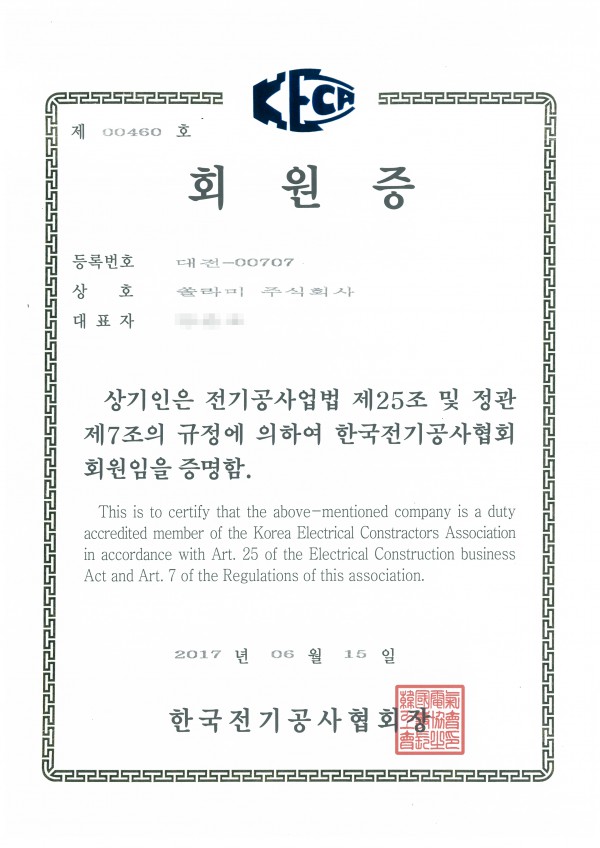 KECA
제 00460 호
회 원 증
등록번호 대전-00707
상 호 쏠라미 주식회사
대 표 자
상기인은 전기공사업법 제25조 및 정관
제7조의 규정에 의하여 한국전기공사협회
회원임을 증명함.
This is to certify that the above-mentioned company is a duty
accredited member of the Korea Electrical Constractors Association
in accordance with Art. 25 of the Electrical Construction business
Act and Art. 7 of the Regulations of this association.
2017 년 06 월 15 일
한국전기공사협회장